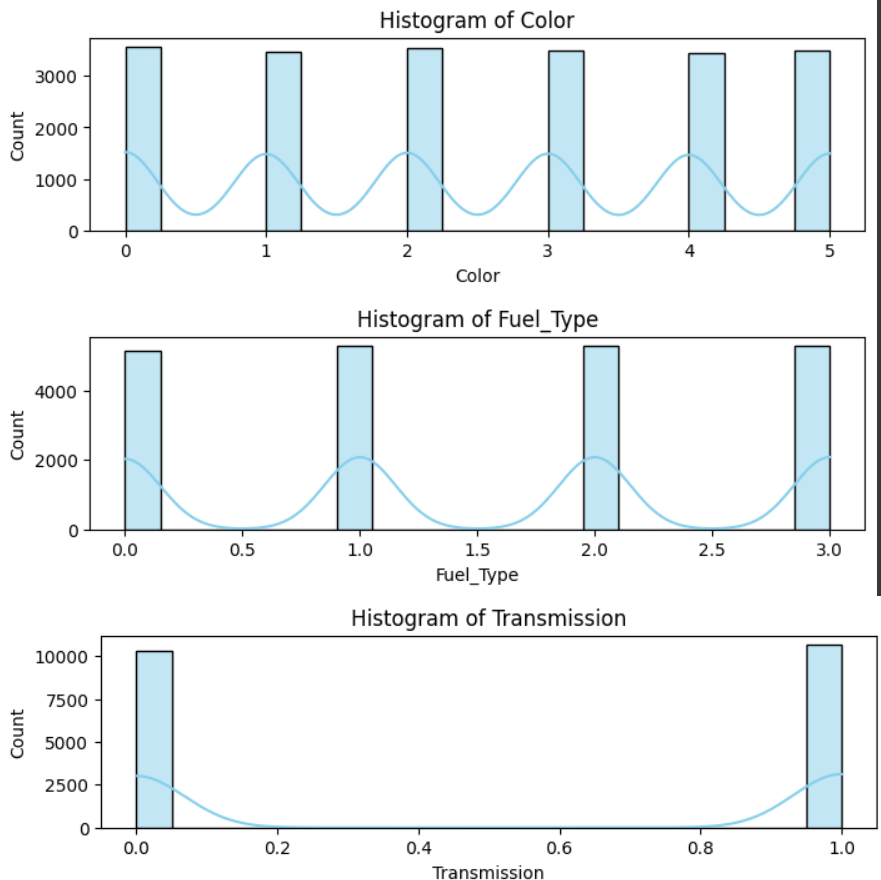 Histogram of Color
3000
2000
1000
0
Count
0 1 2 3 4 5
Color
Histogram of Fuel_Type
4000
2000
0
Count
0.0 0.5 1.0 1.5 2.0 2.5 3.0
Fuel_Type
Histogram of Transmission
10000
7500
5000
2500
0
Count
0.0 0.2 0.4 0.6 0.8 1.0
Transmission